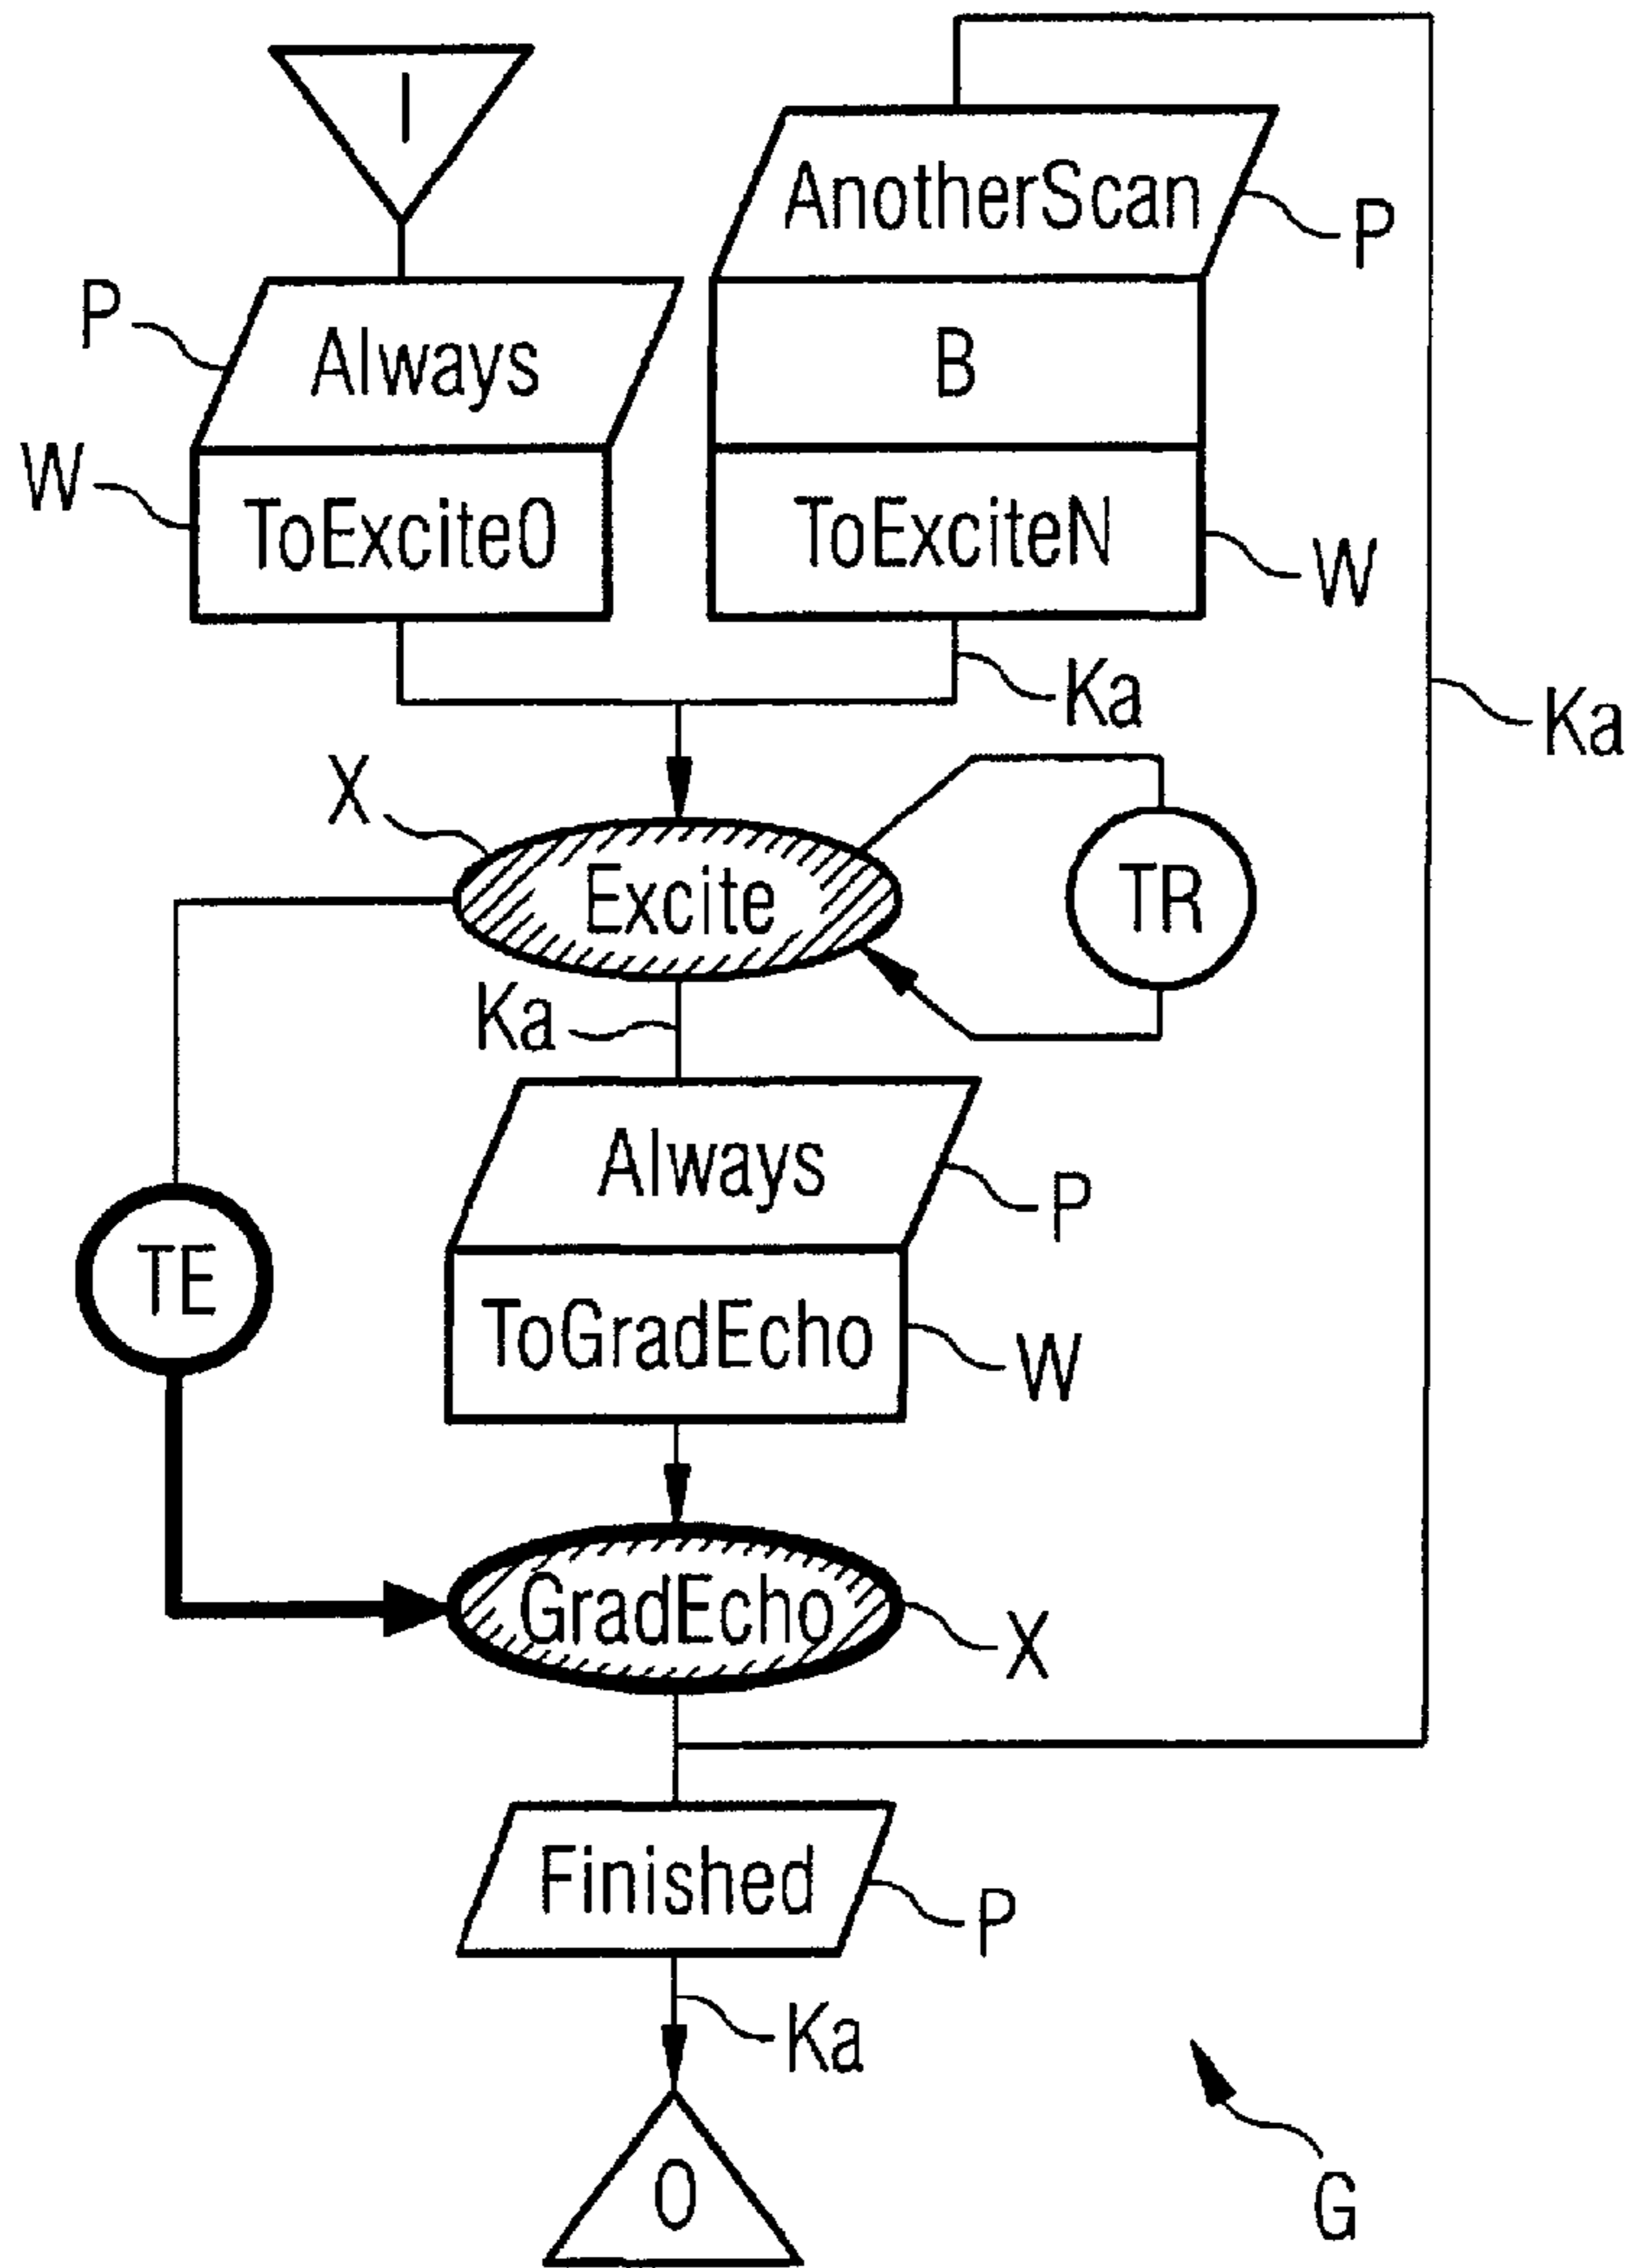 I
AnotherScan
P
P
Always
B
W
ToExcite0
ToExciteN
W
Ka
Ka
X
Excite
TR
Ka
Always
P
TE
ToGradEcho
W
GradEcho
X
Finished
P
Ka
O
G